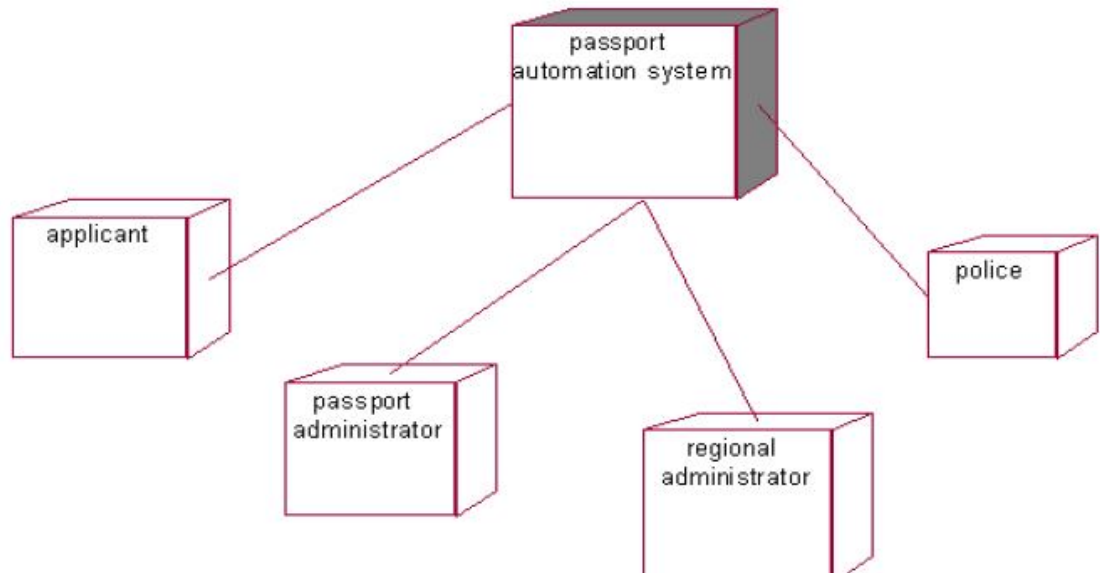 passport
automation system
applicant
police
passport
administrator
regional
administrator